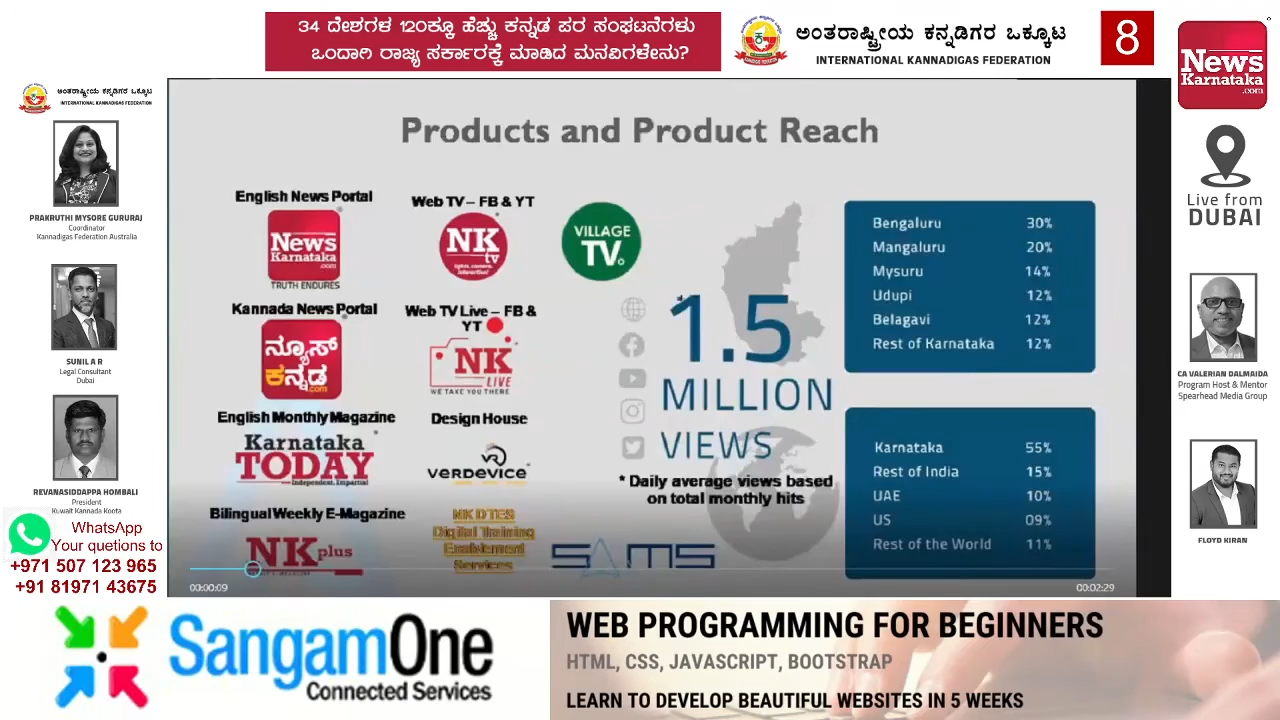 34 ದೇಶಗಳ 120ಕ್ಕೂ ಹೆಚ್ಚು ಕನ್ನಡ ಪರ ಸಂಘಟನೆಗಳು
ಒಂದಾಗಿ ರಾಜ್ಯ ಸರ್ಕಾರಕ್ಕೆ ಮಾಡಿದ ಮನವಿಗಳೇನು?
ಅಂತರಾಷ್ಟ್ರೀಯ ಕನ್ನಡಿಗರ ಒಕ್ಕೂಟ
INTERNATIONAL KANNADIGAS FEDERATION
8
News
Karnataka
.com
ಅಂತರಾಷ್ಟ್ರೀಯ ಕನ್ನಡಿಗರ ಒಕ್ಕೂಟ
INTERNATIONAL KANNADIGAS FEDERATION
PRAKRUTHI MYSORE GURURAJ
Coordinator
Kannadigas Federation Australia
SUNIL A R
Legal Consultant
Dubai
REVANASIDDAPPA HOMBALI
President
Kuwait Kannada Koota
WhatsApp
Your quetions to
+971 507 123 965
+91 81971 43675
Products and Product Reach
English News Portal
News
Karnataka
.com
TRUTH ENDURES
Web TV – FB & YT
NK
tv
VILLAGE
TV
Kannada News Portal
ನ್ಯೂಸ್
ಕನ್ನಡ
.com
Web TV Live – FB &
YT
NK
LIVE
WE TAKE YOU THERE
English Monthly Magazine
Karnataka
TODAY
Independent. Impartial
Design House
VERDEVICE
Bilingual Weekly E-Magazine
NK plus
NK DTES
Digital Training
Enablement
Services
SAMS
1.5
MILLION
VIEWS
* Daily average views based
on total monthly hits
Bengaluru 30%
Mangaluru 20%
Mysuru 14%
Udupi 12%
Belagavi 12%
Rest of Karnataka 12%
Karnataka 55%
Rest of India 15%
UAE 10%
US 09%
Rest of the World 11%
00:00:09
00:02:29
Live from
DUBAI
CA VALERIAN DALMAIDA
Program Host & Mentor
Spearhead Media Group
FLOYD KIRAN
SangamOne
Connected Services
WEB PROGRAMMING FOR BEGINNERS
HTML, CSS, JAVASCRIPT, BOOTSTRAP
LEARN TO DEVELOP BEAUTIFUL WEBSITES IN 5 WEEKS